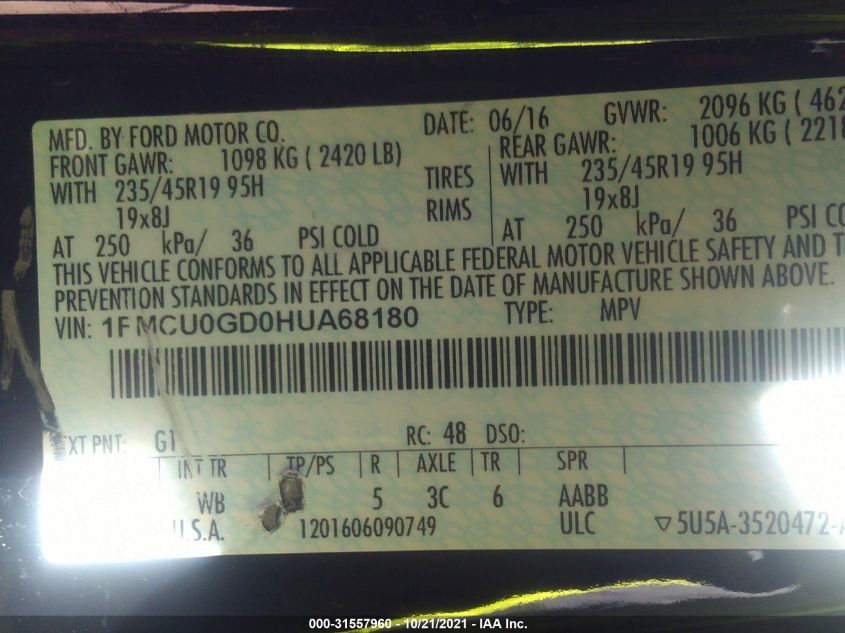 MFD. BY FORD MOTOR CO. DATE: 06/16 GVWR: 2096 KG ( 462
FRONT GAWR: 1098 KG ( 2420 LB) REAR GAWR: 1006 KG ( 2218
WITH 235/45R19 95H TIRES WITH 235/45R19 95H
19x8J RIMS 19x8J
AT 250 kPa/ 36 PSI COLD AT 250 kPa/ 36 PSI CO
THIS VEHICLE CONFORMS TO ALL APPLICABLE FEDERAL MOTOR VEHICLE SAFETY AND T
PREVENTION STANDARDS IN EFFECT ON THE DATE OF MANUFACTURE SHOWN ABOVE.
VIN: 1FMCU0GD0HUA68180 TYPE: MPV
EXT PNT: G1 RC: 48 DSO:
INT TR TP/PS R AXLE TR SPR
WB 5 3C 6 AABB
U.S.A. 1201606090749 ULC ▽5U5A-3520472-A
000-31557960 - 10/21/2021 - IAA Inc.